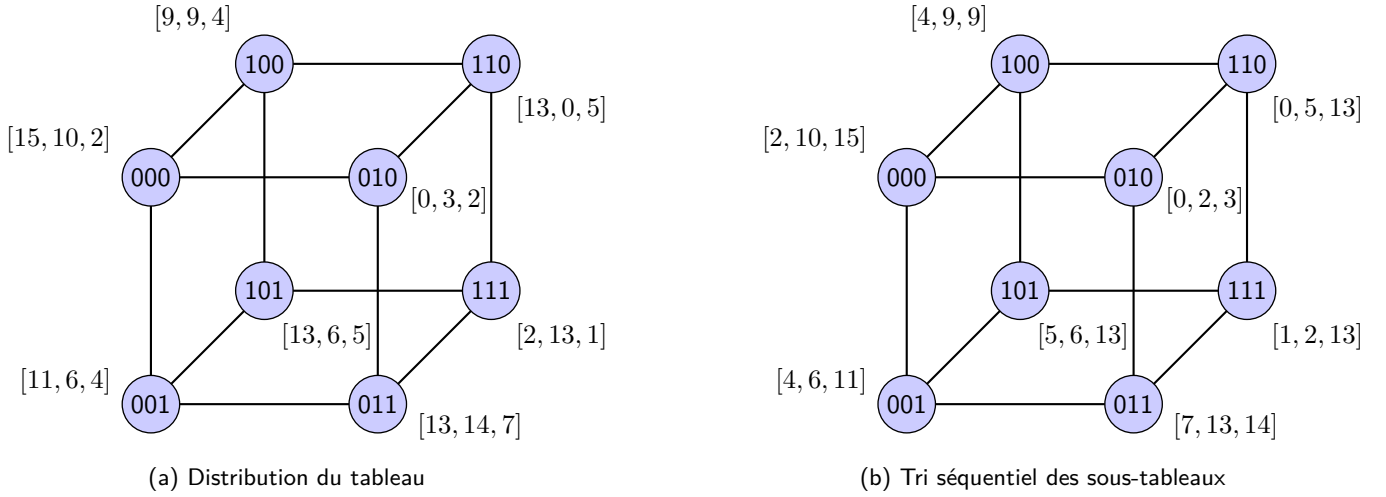 [9, 9, 4]
100
110
[13, 0, 5]
[15, 10, 2]
000
010
[0, 3, 2]
101
111
[13, 6, 5]
[2, 13, 1]
[11, 6, 4]
001
011
[13, 14, 7]
(a) Distribution du tableau
[4, 9, 9]
100
110
[0, 5, 13]
[2, 10, 15]
000
010
[0, 2, 3]
101
111
[5, 6, 13]
[1, 2, 13]
[4, 6, 11]
001
011
[7, 13, 14]
(b) Tri séquentiel des sous-tableaux